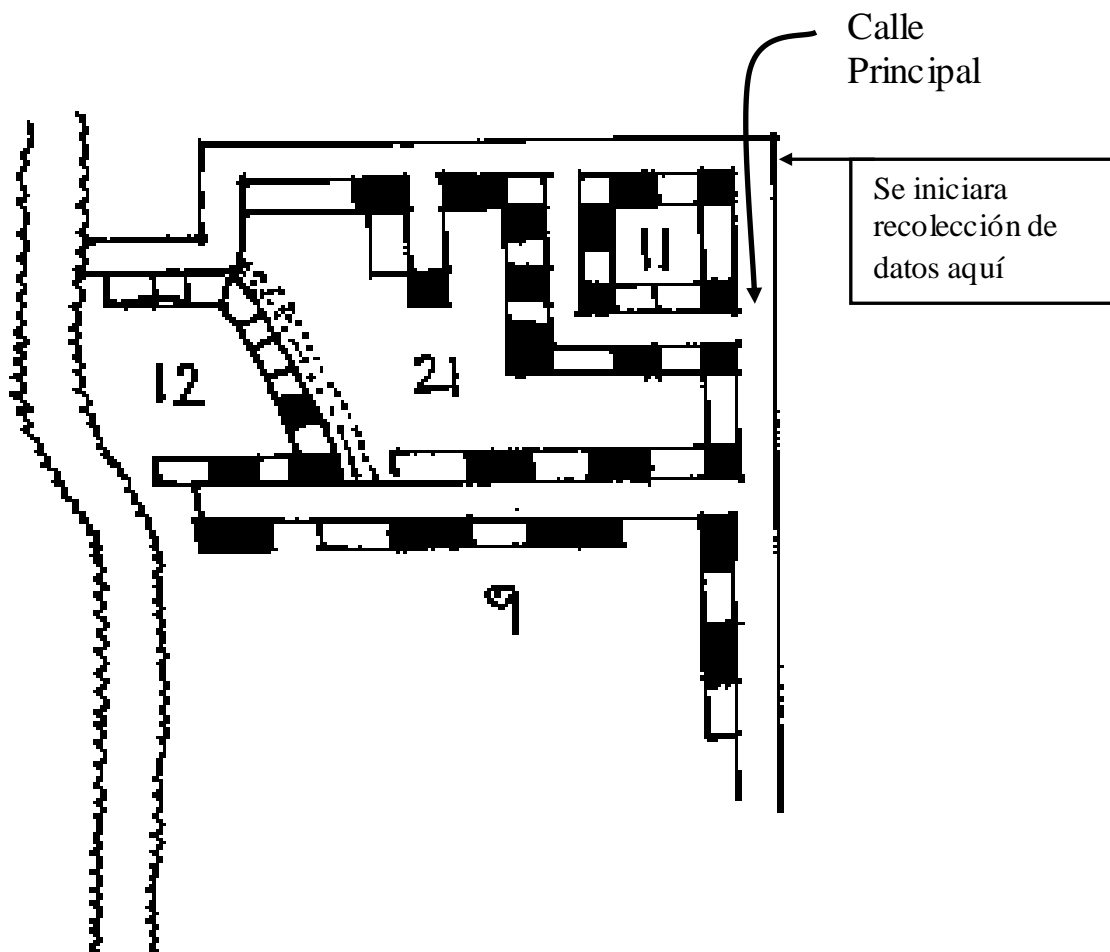 Calle
Principal
Se iniciara
recolección de
datos aquí
11
12
21
9